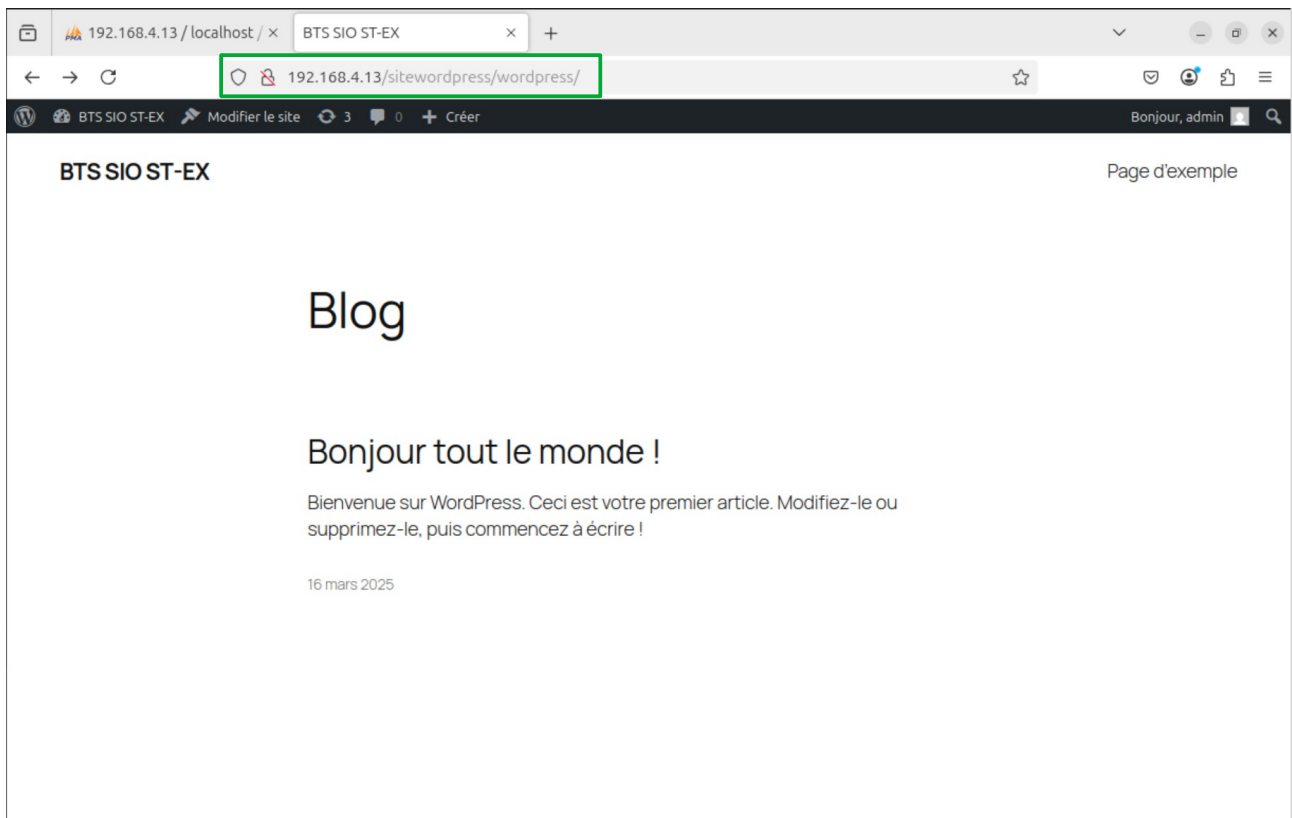 192.168.4.13 / localhost /
BTS SIO ST-EX
192.168.4.13/sitewordpress/wordpress/
BTS SIO ST-EX Modifier le site 3 0 Créer Bonjour, admin
BTS SIO ST-EX
Page d'exemple
Blog
Bonjour tout le monde !
Bienvenue sur WordPress. Ceci est votre premier article. Modifiez-le ou
supprimez-le, puis commencez à écrire !
16 mars 2025